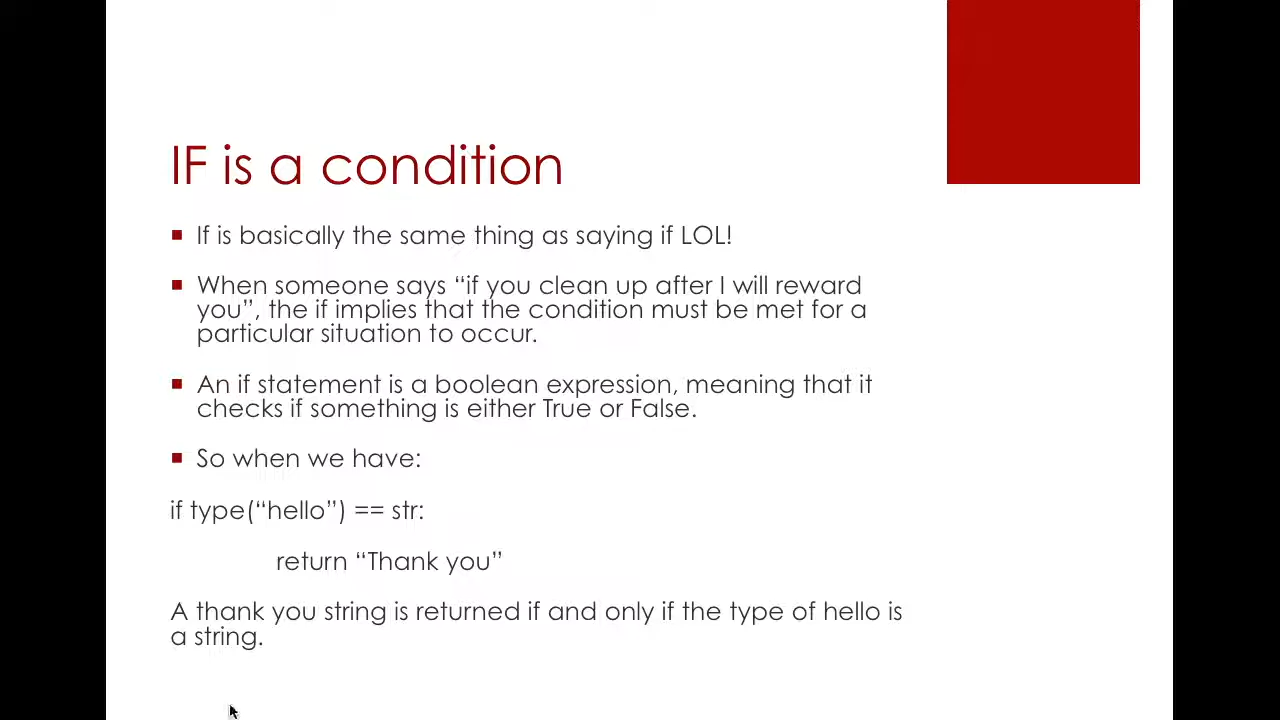 IF is a condition
If is basically the same thing as saying if LOL!
When someone says “if you clean up after I will reward
you”, the if implies that the condition must be met for a
particular situation to occur.
An if statement is a boolean expression, meaning that it
checks if something is either True or False.
So when we have:
if type(“hello”) == str:
return “Thank you”
A thank you string is returned if and only if the type of hello is
a string.